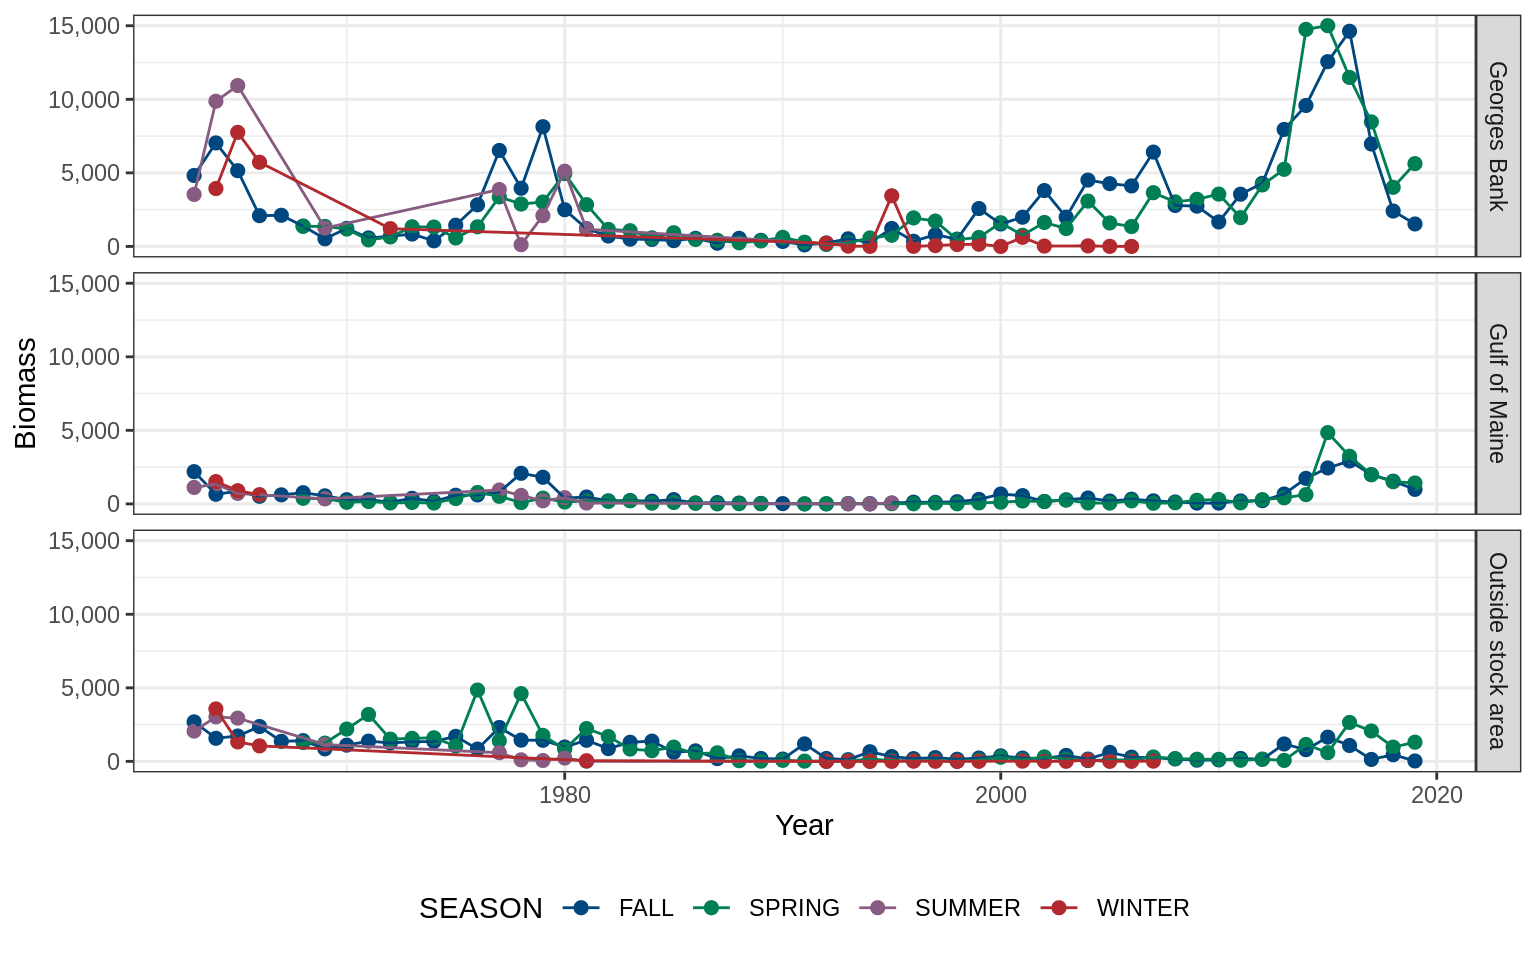 15,000
10,000
5,000
0
Georges Bank
15,000
10,000
5,000
0
Gulf of Maine
15,000
10,000
5,000
0
Outside stock area
Biomass
1980
2000
2020
Year
SEASON
FALL
SPRING
SUMMER
WINTER